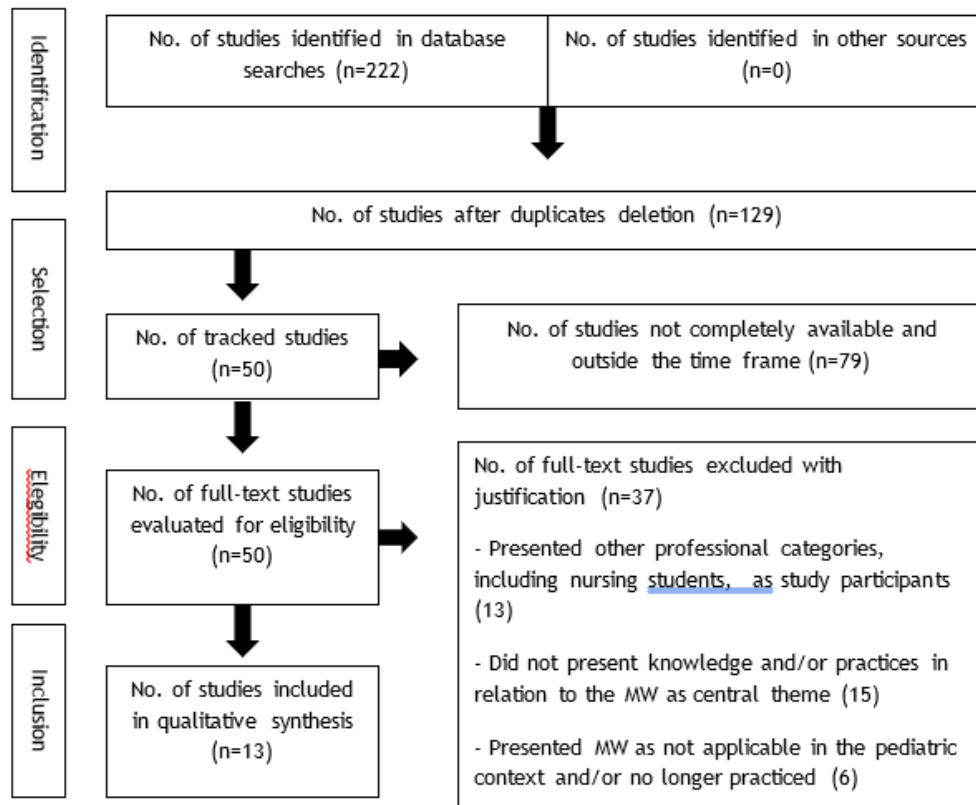 Identification
No. of studies identified in database
searches (n=222)
No. of studies identified in other sources
(n=0)
No. of studies after duplicates deletion (n=129)
Selection
No. of tracked studies
(n=50)
No. of studies not completely available and
outside the time frame (n=79)
Elegibility
No. of full-text studies
evaluated for eligibility
(n=50)
No. of full-text studies excluded with
justification (n=37)
- Presented other professional categories,
including nursing students, as study participants
(13)
- Did not present knowledge and/or practices in
relation to the MW as central theme (15)
- Presented MW as not applicable in the pediatric
context and/or no longer practiced (6)
Inclusion
No. of studies included
in qualitative synthesis
(n=13)